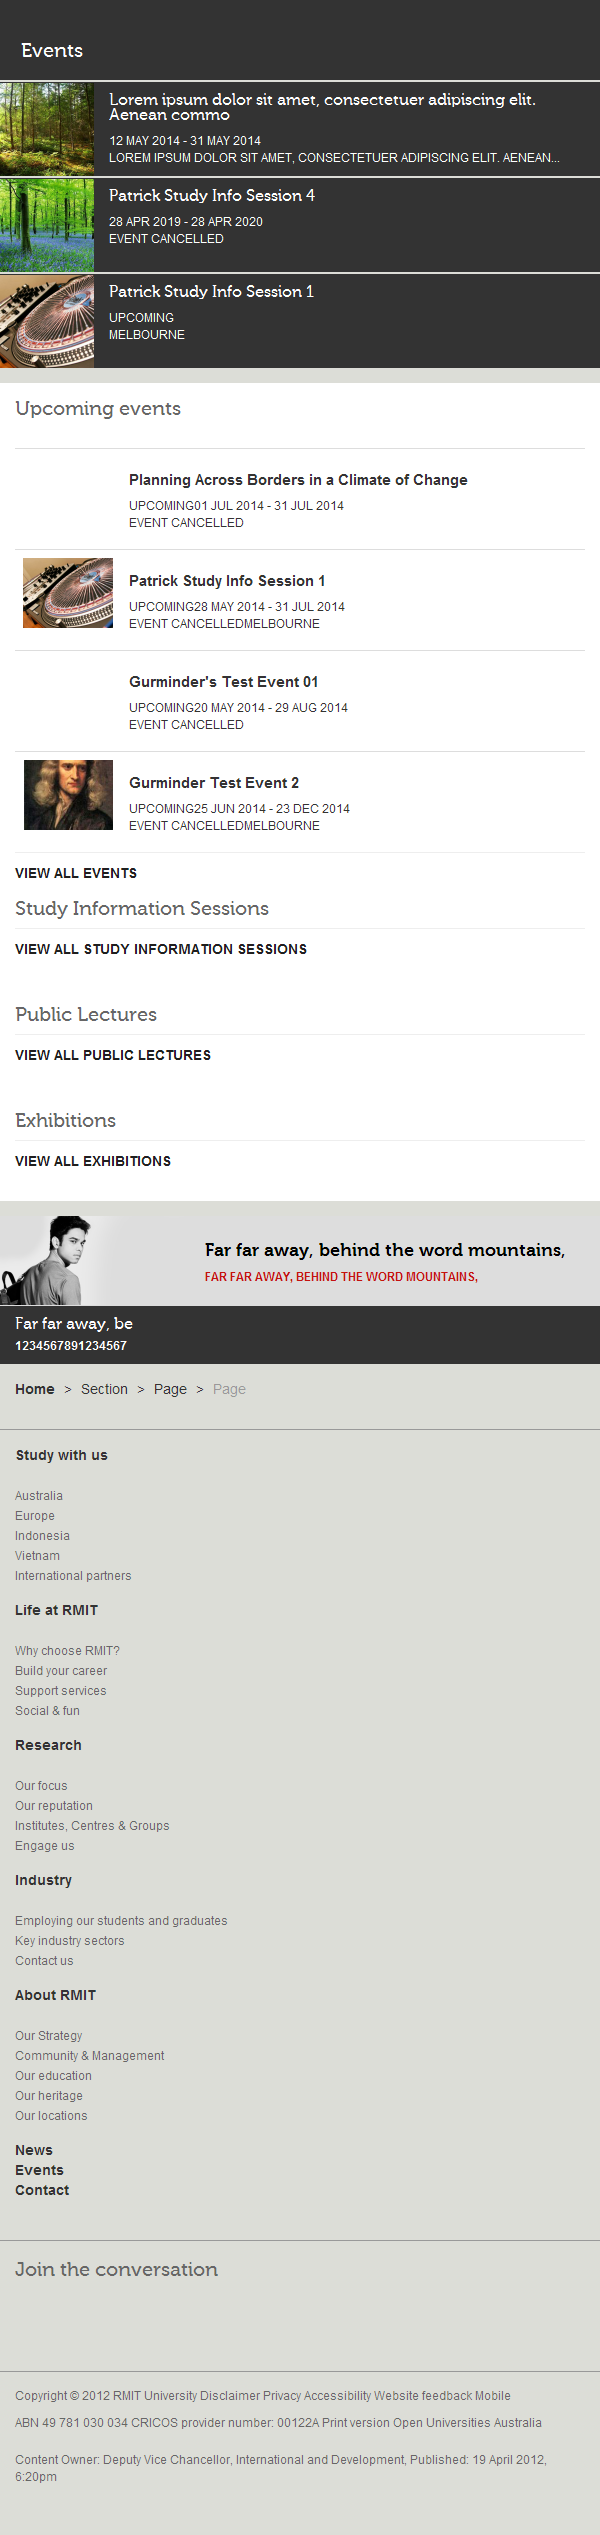 Events
Lorem ipsum dolor sit amet, consectetuer adipiscing elit.
Aenean commo
12 MAY 2014 - 31 MAY 2014
LOREM IPSUM DOLOR SIT AMET, CONSECTETUER ADIPISCING ELIT. AENEAN...
Patrick Study Info Session 4
28 APR 2019 - 28 APR 2020
EVENT CANCELLED
Patrick Study Info Session 1
UPCOMING
MELBOURNE
Upcoming events
Planning Across Borders in a Climate of Change
UPCOMING01 JUL 2014 - 31 JUL 2014
EVENT CANCELLED
Patrick Study Info Session 1
UPCOMING28 MAY 2014 - 31 JUL 2014
EVENT CANCELLEDMELBOURNE
Gurminder's Test Event 01
UPCOMING20 MAY 2014 - 29 AUG 2014
EVENT CANCELLED
Gurminder Test Event 2
UPCOMING25 JUN 2014 - 23 DEC 2014
EVENT CANCELLEDMELBOURNE
VIEW ALL EVENTS
Study Information Sessions
VIEW ALL STUDY INFORMATION SESSIONS
Public Lectures
VIEW ALL PUBLIC LECTURES
Exhibitions
VIEW ALL EXHIBITIONS
Far far away, behind the word mountains,
FAR FAR AWAY, BEHIND THE WORD MOUNTAINS,
Far far away, be
1234567891234567
Home > Section > Page > Page
Study with us
Australia
Europe
Indonesia
Vietnam
International partners
Life at RMIT
Why choose RMIT?
Build your career
Support services
Social & fun
Research
Our focus
Our reputation
Institutes, Centres & Groups
Engage us
Industry
Employing our students and graduates
Key industry sectors
Contact us
About RMIT
Our Strategy
Community & Management
Our education
Our heritage
Our locations
News
Events
Contact
Join the conversation
Copyright © 2012 RMIT University Disclaimer Privacy Accessibility Website feedback Mobile
ABN 49 781 030 034 CRICOS provider number: 00122A Print version Open Universities Australia
Content Owner: Deputy Vice Chancellor, International and Development, Published: 19 April 2012,
6:20pm